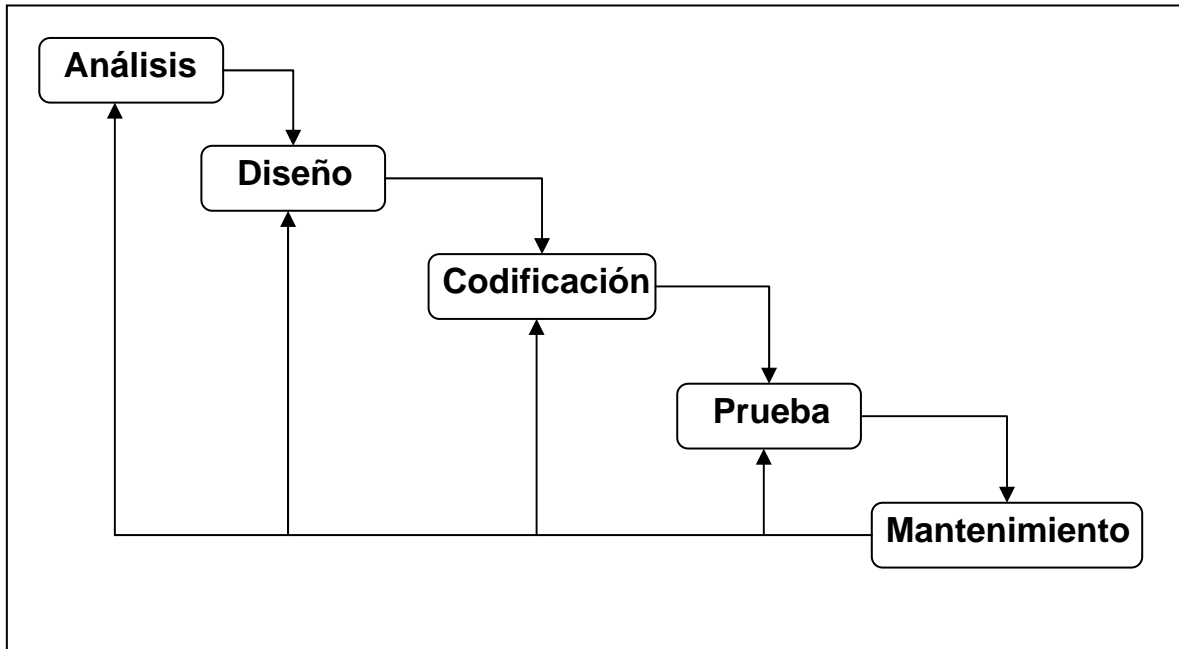 Análisis
Diseño
Codificación
Prueba
Mantenimiento